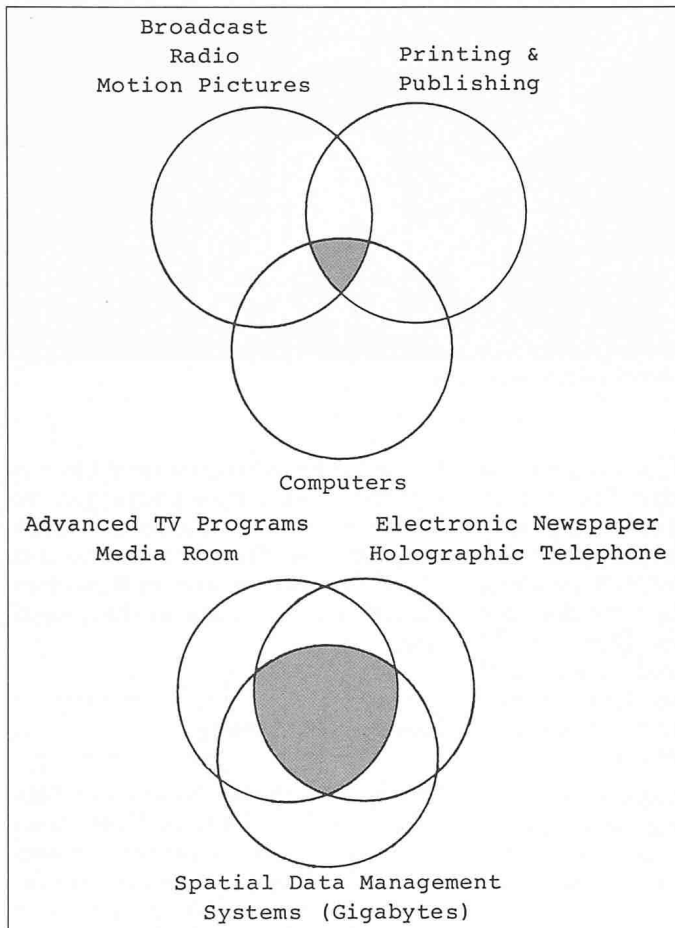 Broadcast
Radio
Motion Pictures
Printing &
Publishing
Computers
Advanced TV Programs
Media Room
Electronic Newspaper
Holographic Telephone
Spatial Data Management
Systems (Gigabytes)